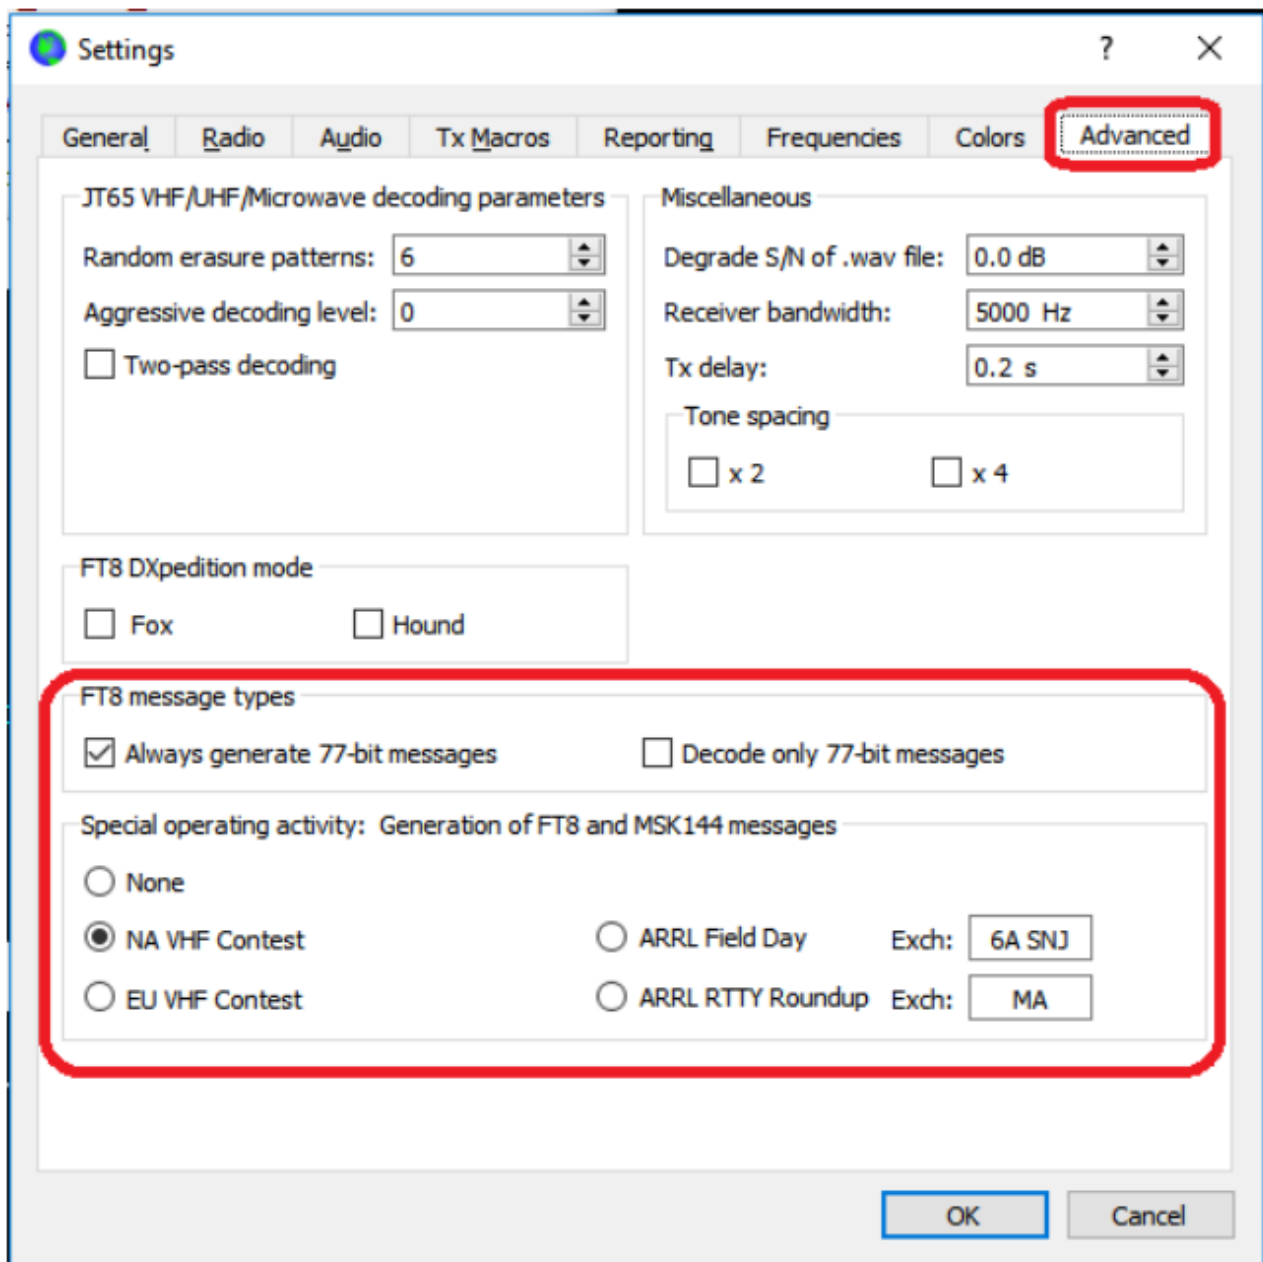 Settings
?
General Radio Audio Tx Macros Reporting Frequencies Colors Advanced
JT65 VHF/UHF/Microwave decoding parameters
Random erasure patterns: 6
Aggressive decoding level: 0
Two-pass decoding
Miscellaneous
Degrade S/N of .wav file: 0.0 dB
Receiver bandwidth: 5000 Hz
Tx delay: 0.2 s
Tone spacing
x 2 x 4
FT8 DXpedition mode
Fox Hound
FT8 message types
Always generate 77-bit messages Decode only 77-bit messages
Special operating activity: Generation of FT8 and MSK144 messages
None
NA VHF Contest ARRL Field Day Exch: 6A SNJ
EU VHF Contest ARRL RTTY Roundup Exch: MA
OK Cancel